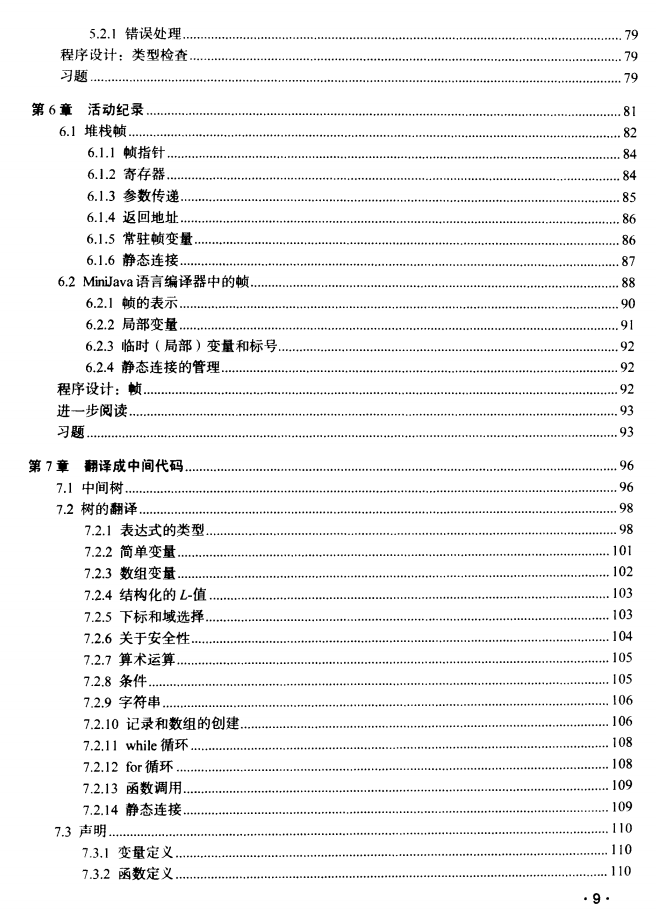 5.2.1 错误处理 79
程序设计：类型检查 79
习题 79
第 6 章 活动纪录 81
6.1 堆栈帧 82
6.1.1 帧指针 84
6.1.2 寄存器 84
6.1.3 参数传递 85
6.1.4 返回地址 86
6.1.5 常驻帧变量 86
6.1.6 静态连接 87
6.2 MiniJava 语言编译器中的帧 88
6.2.1 帧的表示 90
6.2.2 局部变量 91
6.2.3 临时（局部）变量和标号 92
6.2.4 静态连接的管理 92
程序设计：帧 92
进一步阅读 93
习题 93
第 7 章 翻译成中间代码 96
7.1 中间树 96
7.2 树的翻译 98
7.2.1 表达式的类型 98
7.2.2 简单变量 101
7.2.3 数组变量 102
7.2.4 结构化的 L-值 103
7.2.5 下标和域选择 103
7.2.6 关于安全性 104
7.2.7 算术运算 105
7.2.8 条件 105
7.2.9 字符串 106
7.2.10 记录和数组的创建 106
7.2.11 while 循环 108
7.2.12 for 循环 108
7.2.13 函数调用 109
7.2.14 静态连接 109
7.3 声明 110
7.3.1 变量定义 110
7.3.2 函数定义 110
·9·